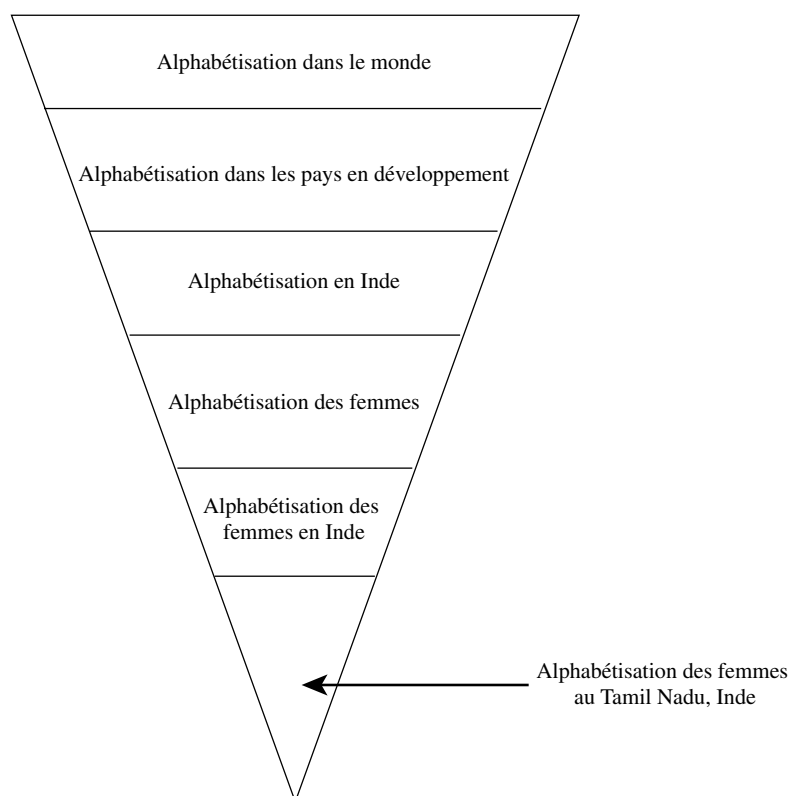 Alphabétisation dans le monde
Alphabétisation dans les pays en développement
Alphabétisation en Inde
Alphabétisation des femmes
Alphabétisation des
femmes en Inde
Alphabétisation des femmes
au Tamil Nadu, Inde